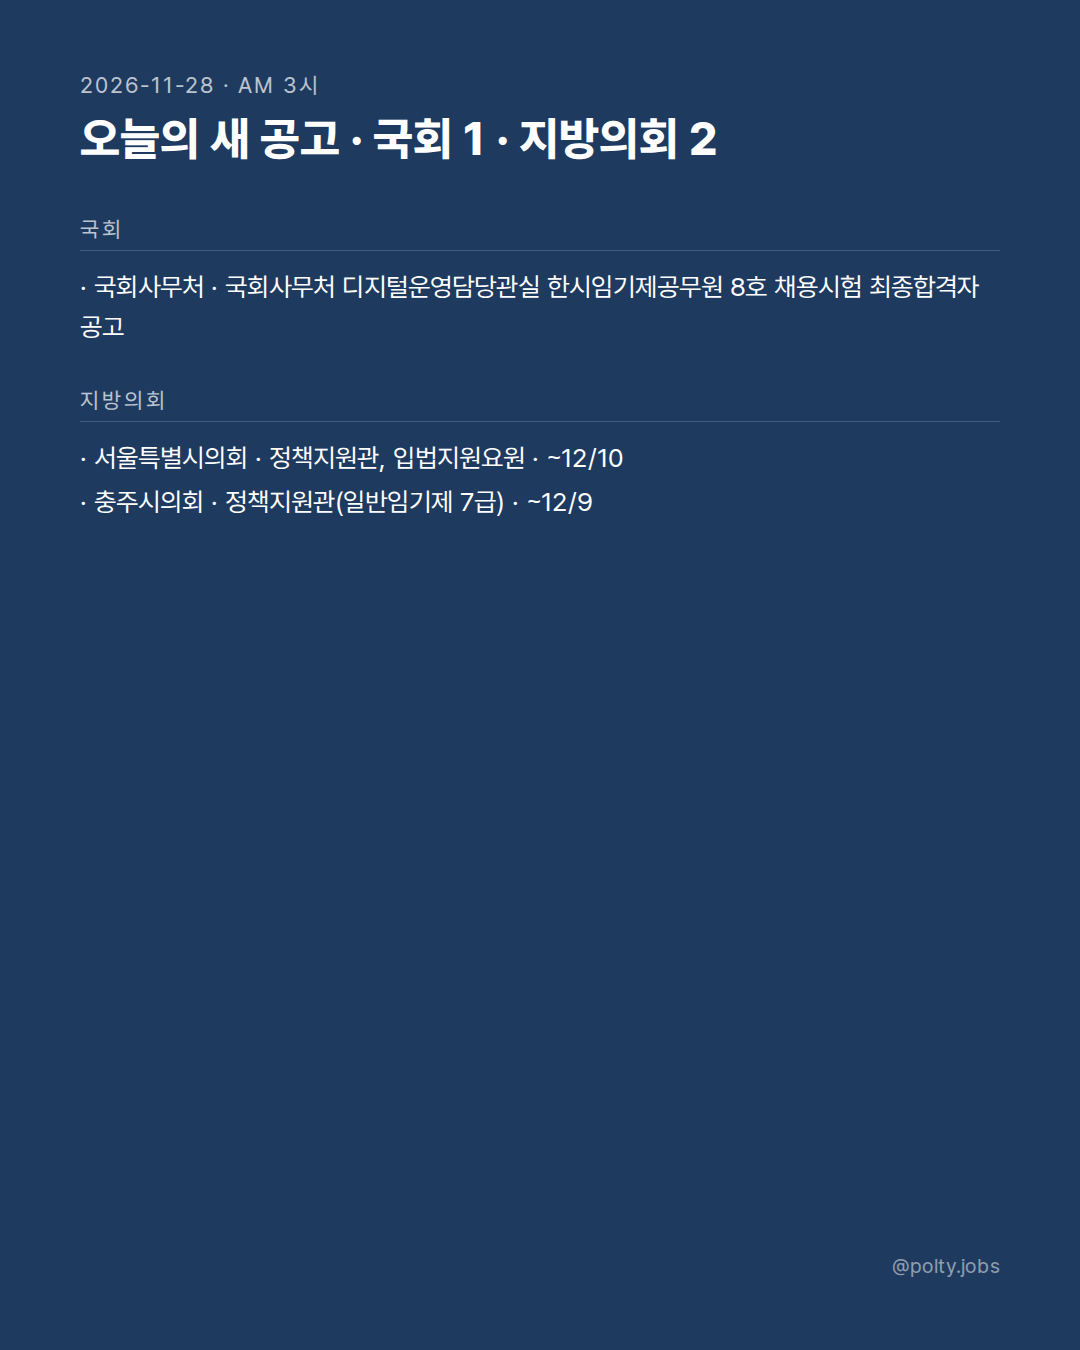 2026-11-28 · AM 3시
오늘의 새 공고 · 국회 1 · 지방의회 2
국회
· 국회사무처 · 국회사무처 디지털운영담당관실 한시임기제공무원 8호 채용시험 최종합격자
공고
지방의회
· 서울특별시의회 · 정책지원관, 입법지원요원 · ~12/10
· 충주시의회 · 정책지원관(일반임기제 7급) · ~12/9
@polty.jobs